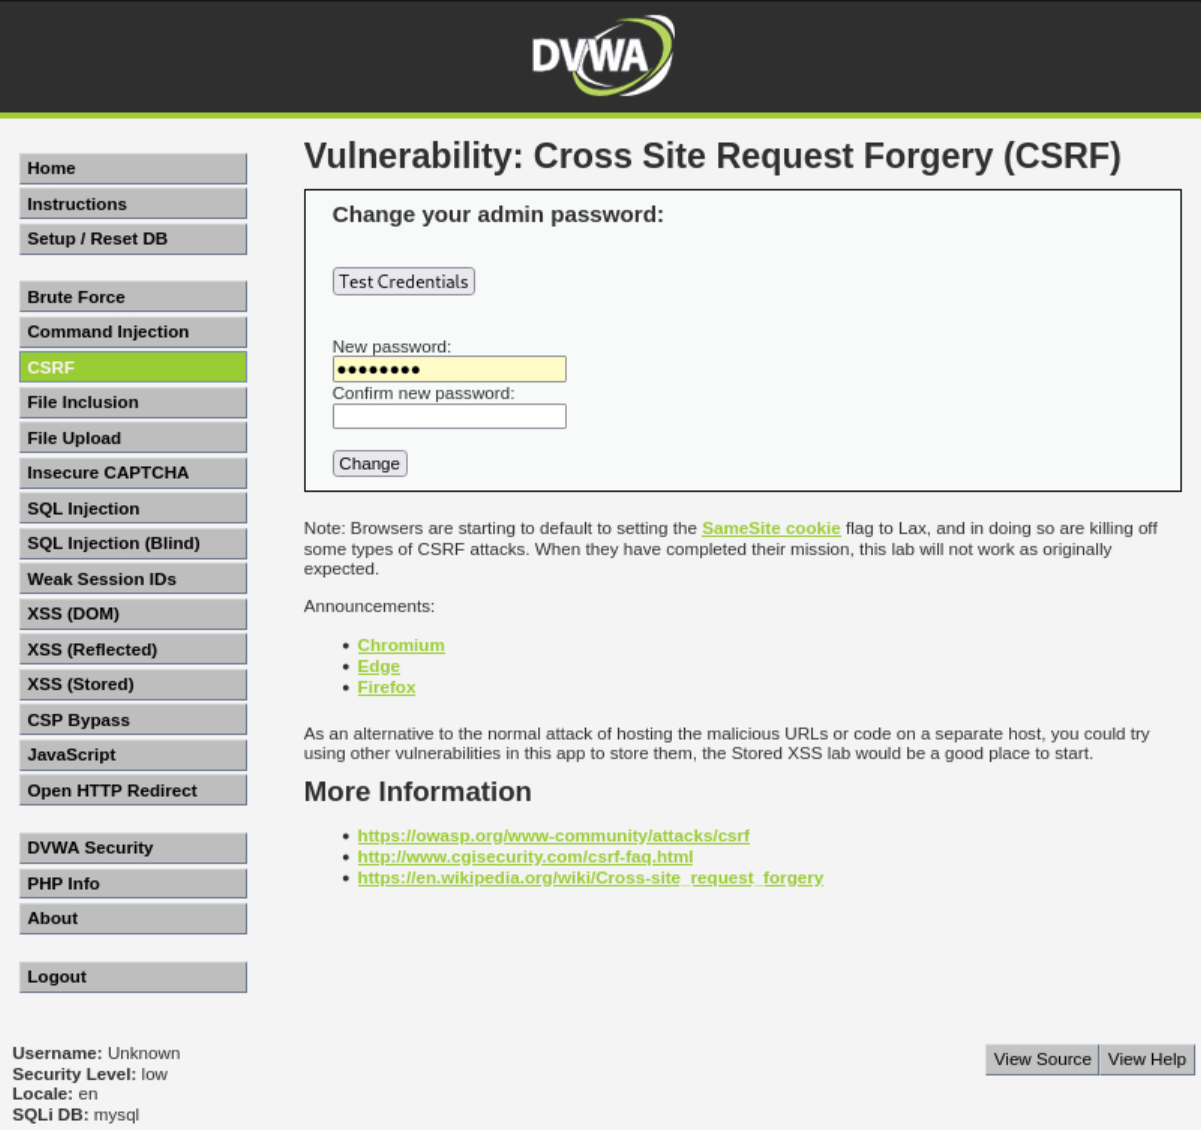 DVWA
Home
Instructions
Setup / Reset DB
Brute Force
Command Injection
CSRF
File Inclusion
File Upload
Insecure CAPTCHA
SQL Injection
SQL Injection (Blind)
Weak Session IDs
XSS (DOM)
XSS (Reflected)
XSS (Stored)
CSP Bypass
JavaScript
Open HTTP Redirect
DVWA Security
PHP Info
About
Logout
Vulnerability: Cross Site Request Forgery (CSRF)
Change your admin password:
Test Credentials
New password:
••••••••
Confirm new password:
Change
Note: Browsers are starting to default to setting the SameSite cookie flag to Lax, and in doing so are killing off
some types of CSRF attacks. When they have completed their mission, this lab will not work as originally
expected.
Announcements:
• Chromium
• Edge
• Firefox
As an alternative to the normal attack of hosting the malicious URLs or code on a separate host, you could try
using other vulnerabilities in this app to store them, the Stored XSS lab would be a good place to start.
More Information
• https://owasp.org/www-community/attacks/csrf
• http://www.cgisecurity.com/csrf-faq.html
• https://en.wikipedia.org/wiki/Cross-site_request_forgery
Username: Unknown
Security Level: low
Locale: en
SQLi DB: mysql
View Source View Help